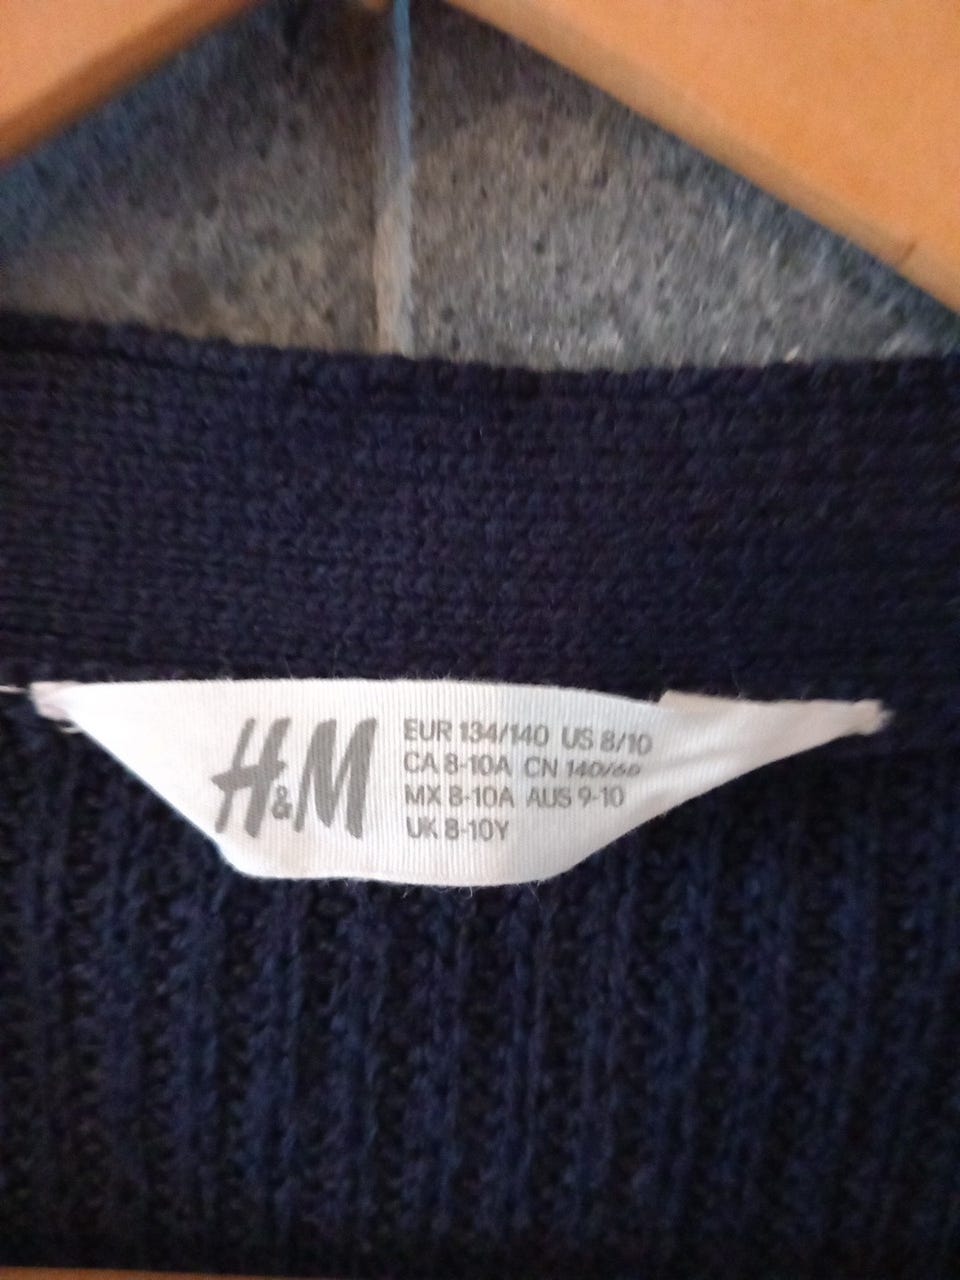 H&M
EUR 134/140 US 8/10
CA 8-10A CN 140/66
MX 8-10A AUS 9-10
UK 8-10Y